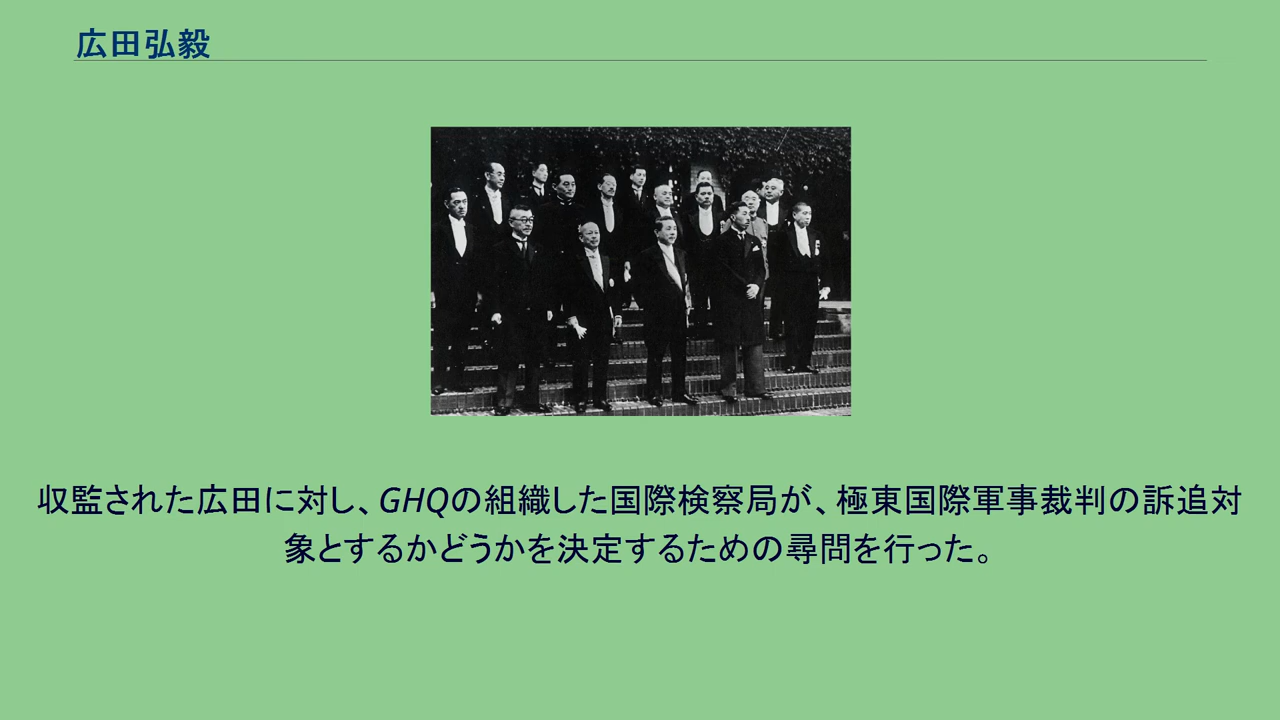 広田弘毅
収監された広田に対し、GHQの組織した国際検察局が、極東国際軍事裁判の訴追対
象とするかどうかを決定するための尋問を行った。